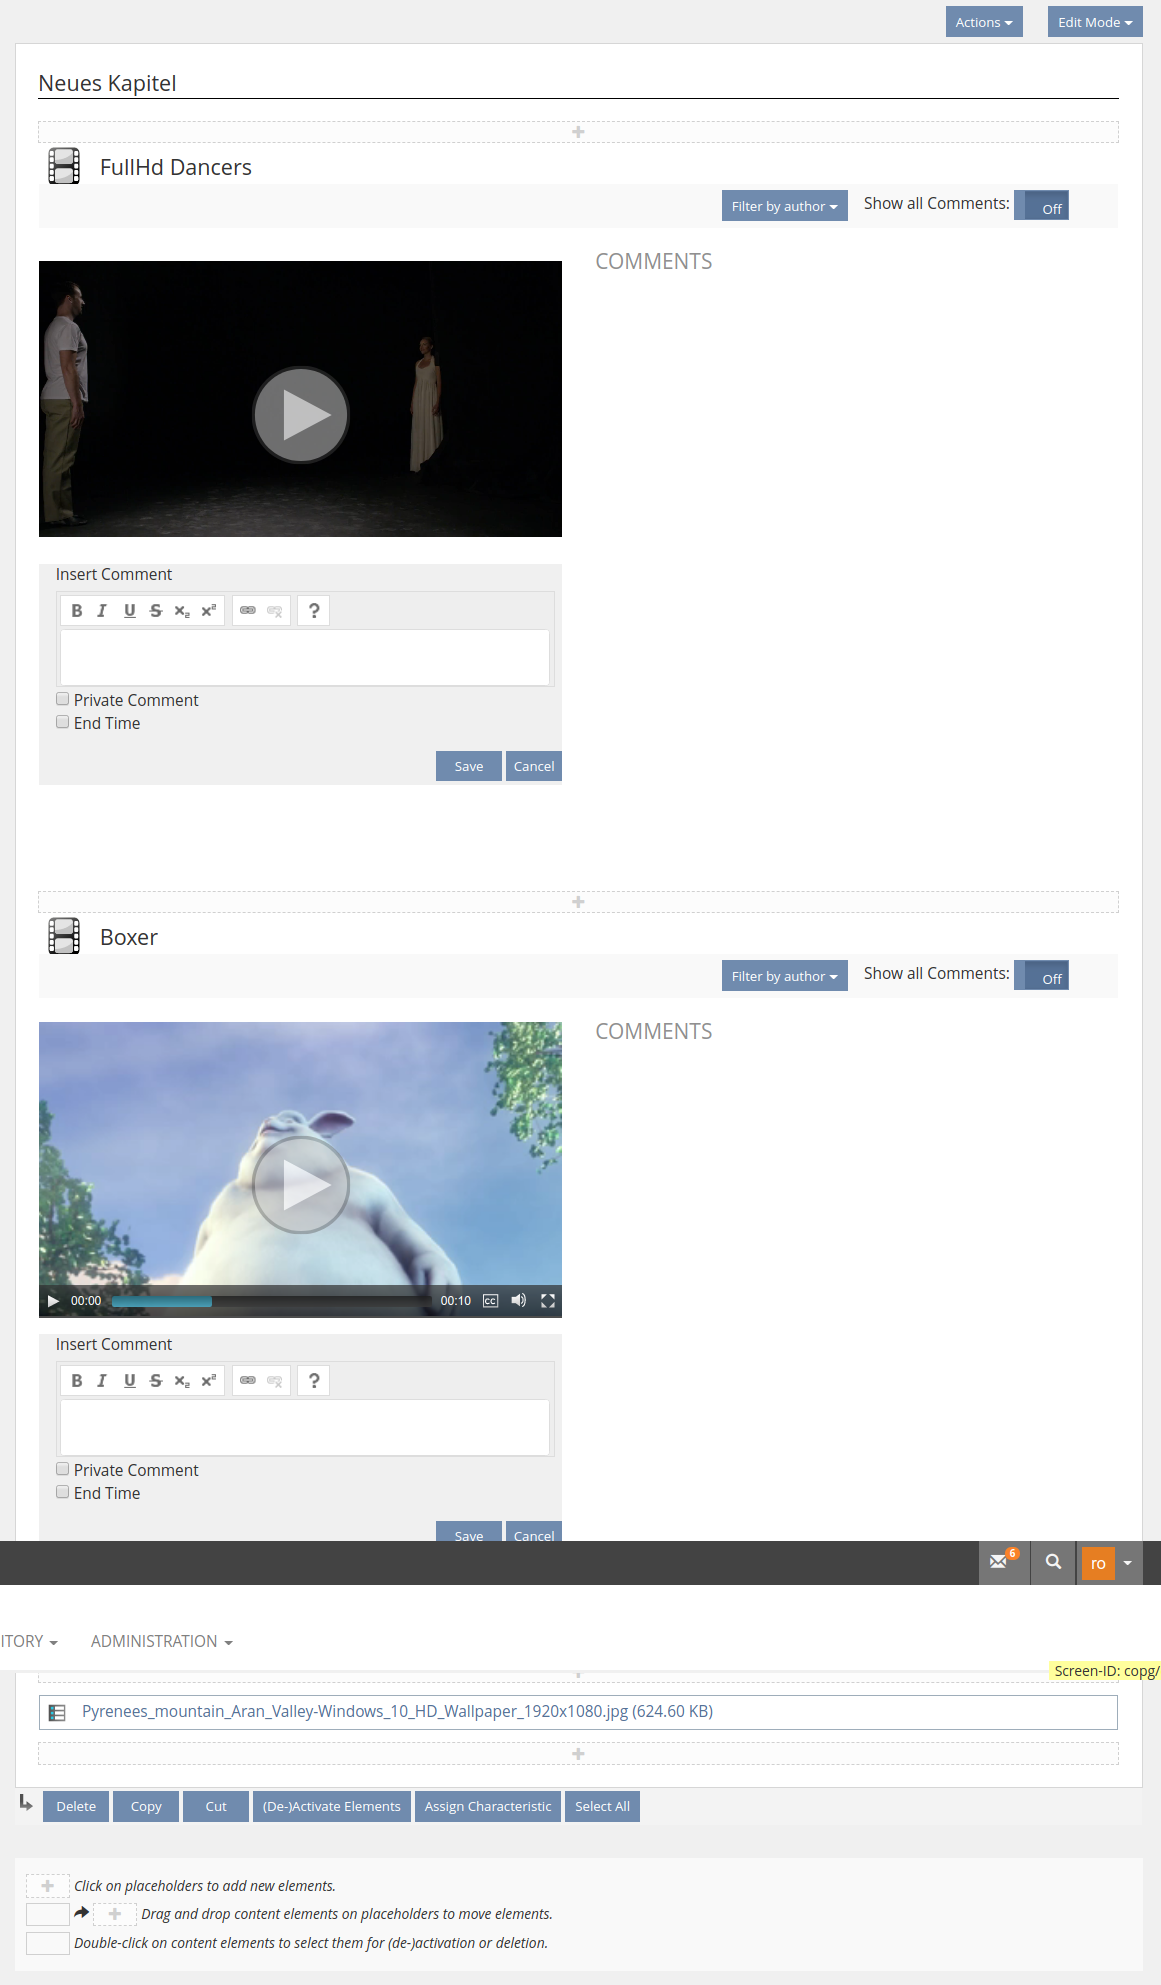 Actions
Edit Mode
Neues Kapitel
FullHd Dancers
Filter by author
Show all Comments:
Off
COMMENTS
Insert Comment
B I U S x₂ x² ?
Private Comment
End Time
Save
Cancel
Boxer
Filter by author
Show all Comments:
Off
COMMENTS
00:00
00:10
CC
Insert Comment
B I U S x₂ x² ?
Private Comment
End Time
Save
Cancel
6
ro
ITORY
ADMINISTRATION
Screen-ID: copg/
Pyrenees_mountain_Aran_Valley-Windows_10_HD_Wallpaper_1920x1080.jpg (624.60 KB)
Delete
Copy
Cut
(De-)Activate Elements
Assign Characteristic
Select All
Click on placeholders to add new elements.
Drag and drop content elements on placeholders to move elements.
Double-click on content elements to select them for (de-)activation or deletion.